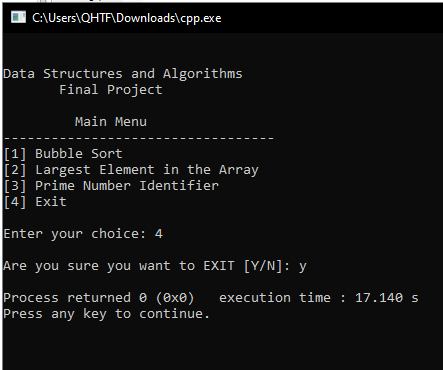 C:\Users\QHTF\Downloads\cpp.exe
Data Structures and Algorithms
Final Project
Main Menu
----------------------------------
[1] Bubble Sort
[2] Largest Element in the Array
[3] Prime Number Identifier
[4] Exit
Enter your choice: 4
Are you sure you want to EXIT [Y/N]: y
Process returned 0 (0x0)   execution time : 17.140 s
Press any key to continue.